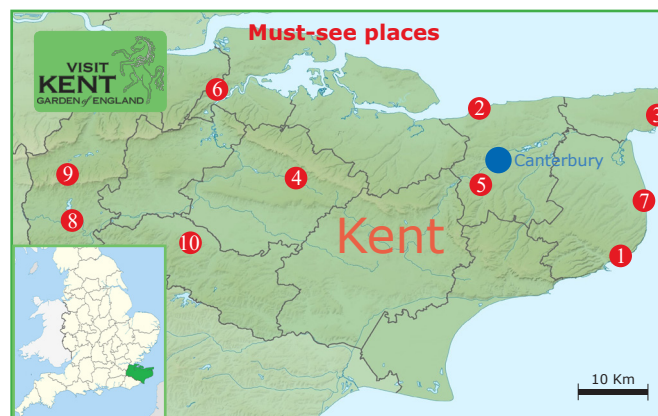 Must-see places
VISIT
KENT
GARDEN of ENGLAND
6
2
3
Canterbury
9
4
5
7
8
Kent
10
1
10 Km